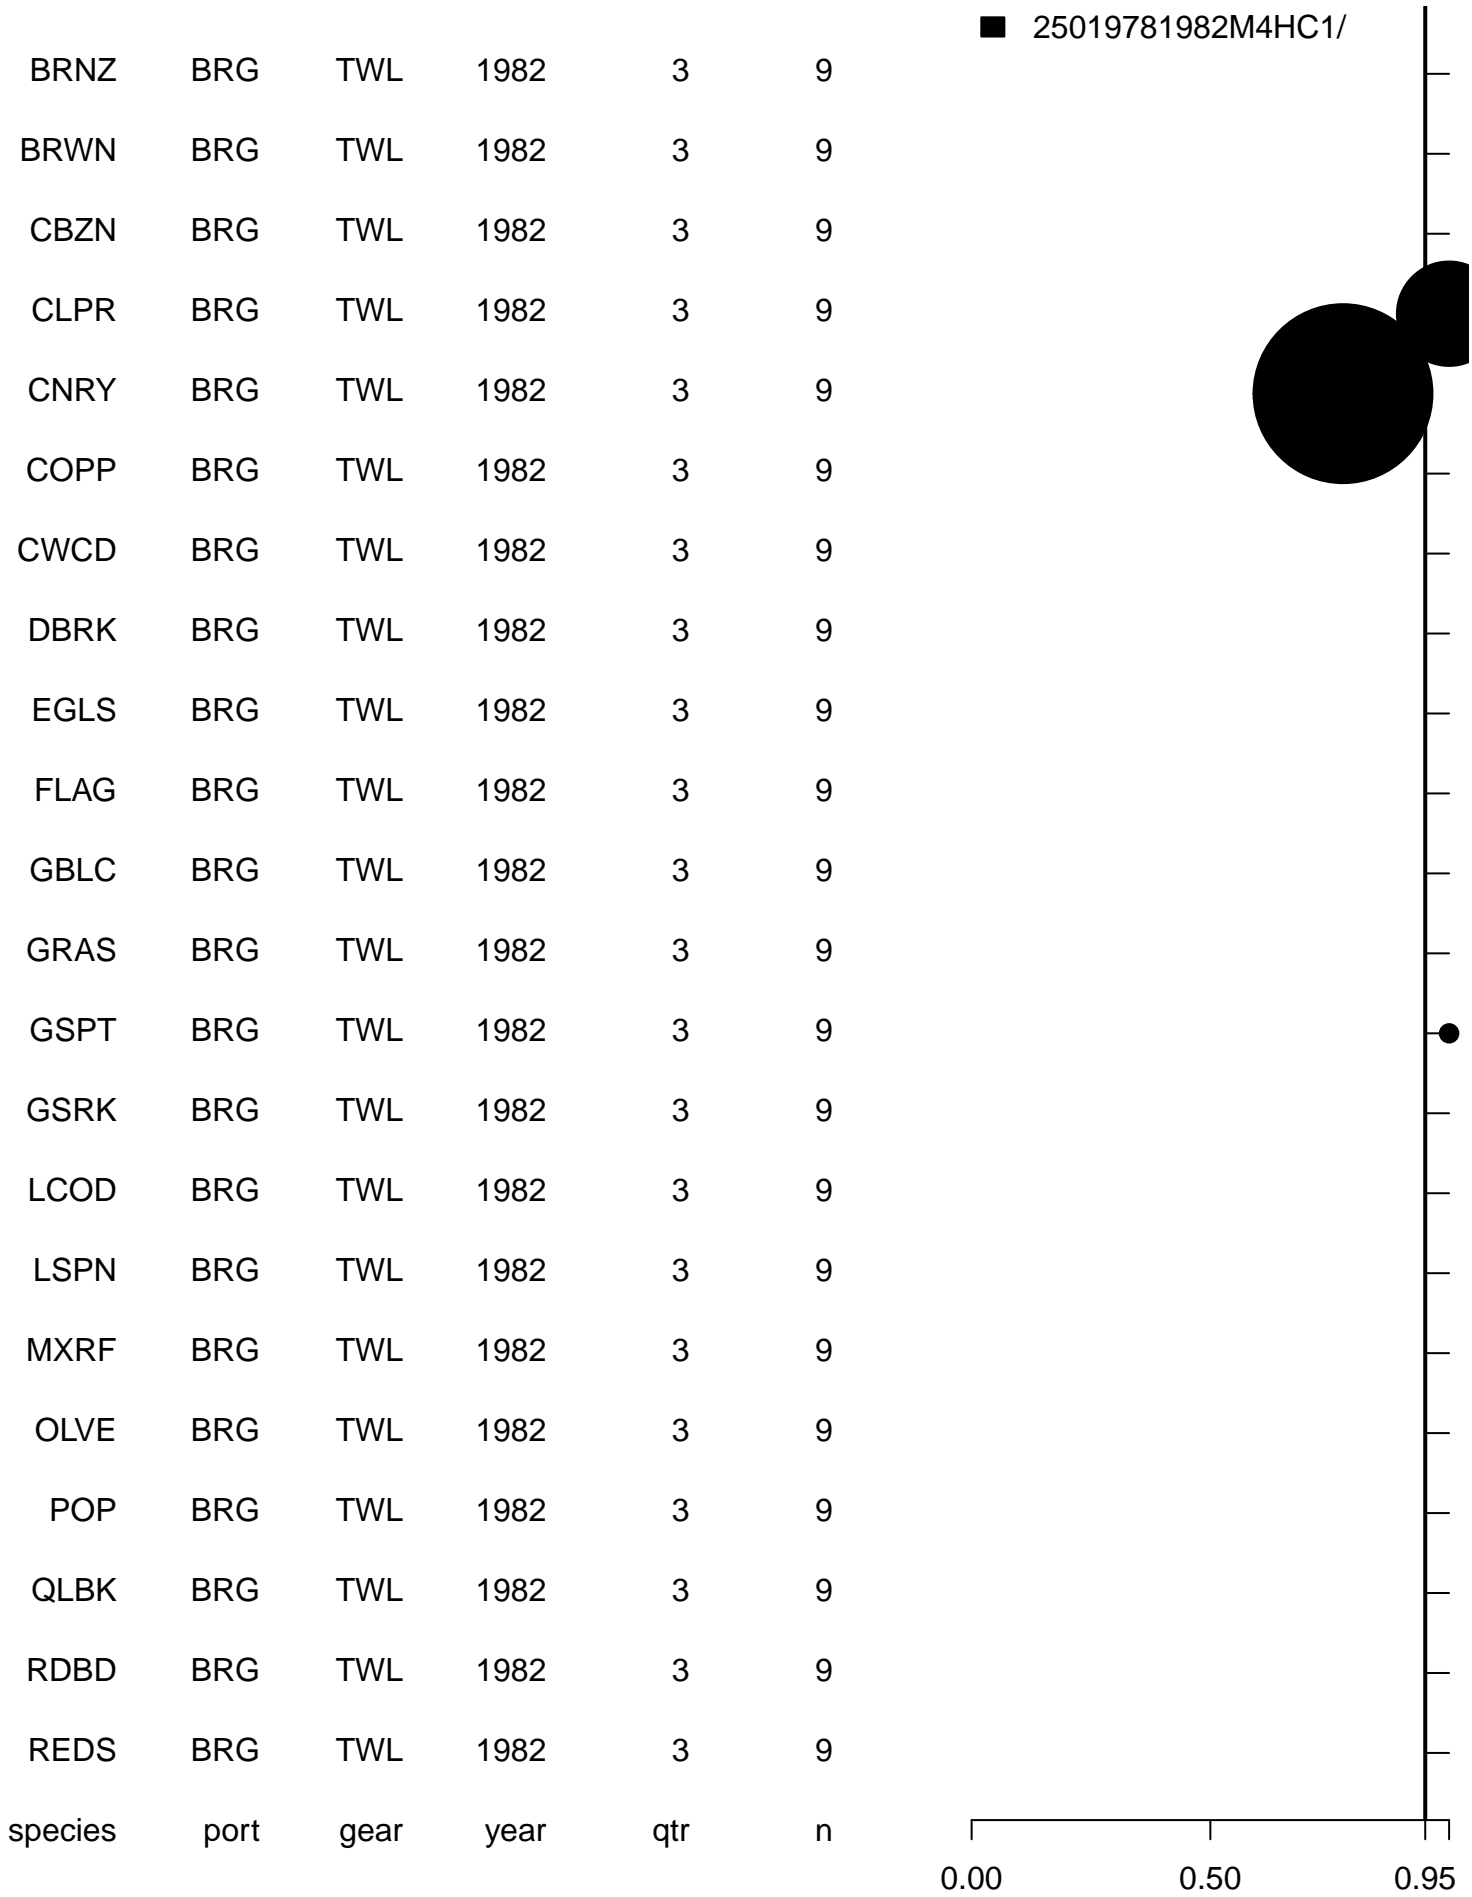 25019781982M4HC1/
BRNZ BRG TWL 1982 3 9
BRWN BRG TWL 1982 3 9
CBZN BRG TWL 1982 3 9
CLPR BRG TWL 1982 3 9
CNRY BRG TWL 1982 3 9
COPP BRG TWL 1982 3 9
CWCD BRG TWL 1982 3 9
DBRK BRG TWL 1982 3 9
EGLS BRG TWL 1982 3 9
FLAG BRG TWL 1982 3 9
GBLC BRG TWL 1982 3 9
GRAS BRG TWL 1982 3 9
GSPT BRG TWL 1982 3 9
GSRK BRG TWL 1982 3 9
LCOD BRG TWL 1982 3 9
LSPN BRG TWL 1982 3 9
MXRF BRG TWL 1982 3 9
OLVE BRG TWL 1982 3 9
POP BRG TWL 1982 3 9
QLBK BRG TWL 1982 3 9
RDBD BRG TWL 1982 3 9
REDS BRG TWL 1982 3 9
species port gear year qtr n
0.00 0.50 0.95